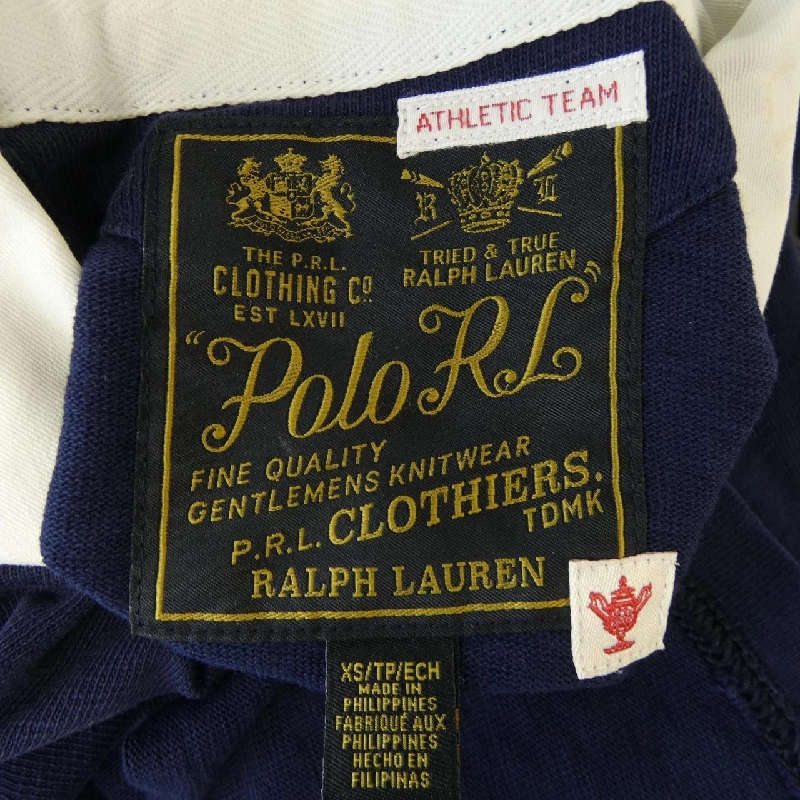 ATHLETIC TEAM
R L
THE P.R.L.
CLOTHING Cº
EST LXVII
TRIED & TRUE
RALPH LAUREN
"Polo RL"
FINE QUALITY
GENTLEMENS KNITWEAR
P.R.L. CLOTHIERS.
TDMK
RALPH LAUREN
XS/TP/ECH
MADE IN
PHILIPPINES
FABRIQUÉ AUX
PHILIPPINES
HECHO EN
FILIPINAS